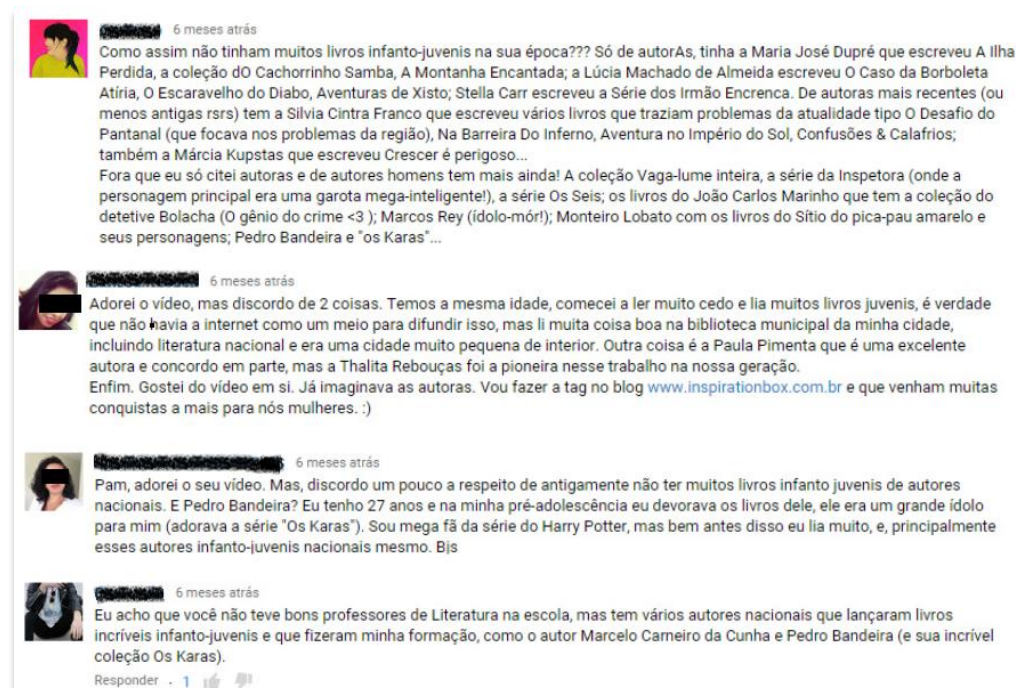 6 meses atrás
Como assim não tinham muitos livros infanto-juvenis na sua época??? Só de autorAs, tinha a Maria José Dupré que escreveu A Ilha
Perdida, a coleção dO Cachorrinho Samba, A Montanha Encantada; a Lúcia Machado de Almeida escreveu O Caso da Borboleta
Atíria, O Escaravelho do Diabo, Aventuras de Xisto; Stella Carr escreveu a Série dos Irmão Encrenca. De autoras mais recentes (ou
menos antigas rsrs) tem a Silvia Cintra Franco que escreveu vários livros que traziam problemas da atualidade tipo O Desafio do
Pantanal (que focava nos problemas da região), Na Barreira Do Inferno, Aventura no Império do Sol, Confusões & Calafrios;
também a Márcia Kupstas que escreveu Crescer é perigoso...
Fora que eu só citei autoras e de autores homens tem mais ainda! A coleção Vaga-lume inteira, a série da Inspetora (onde a
personagem principal era uma garota mega-inteligente!), a série Os Seis; os livros do João Carlos Marinho que tem a coleção do
detetive Bolacha (O gênio do crime <3 ); Marcos Rey (ídolo-mór!); Monteiro Lobato com os livros do Sítio do pica-pau amarelo e
seus personagens; Pedro Bandeira e "os Karas"...
6 meses atrás
Adorei o vídeo, mas discordo de 2 coisas. Temos a mesma idade, comecei a ler muito cedo e lia muitos livros juvenis, é verdade
que não havia a internet como um meio para difundir isso, mas li muita coisa boa na biblioteca municipal da minha cidade,
incluindo literatura nacional e era uma cidade muito pequena de interior. Outra coisa é a Paula Pimenta que é uma excelente
autora e concordo em parte, mas a Thalita Rebouças foi a pioneira nesse trabalho na nossa geração.
Enfim. Gostei do vídeo em si. Já imaginava as autoras. Vou fazer a tag no blog www.inspirationbox.com.br e que venham muitas
conquistas a mais para nós mulheres. :)
6 meses atrás
Pam, adorei o seu vídeo. Mas, discordo um pouco a respeito de antigamente não ter muitos livros infanto juvenis de autores
nacionais. E Pedro Bandeira? Eu tenho 27 anos e na minha pré-adolescência eu devorava os livros dele, ele era um grande ídolo
para mim (adorava a série "Os Karas"). Sou mega fã da série do Harry Potter, mas bem antes disso eu lia muito, e, principalmente
esses autores infanto-juvenis nacionais mesmo. Bjs
6 meses atrás
Eu acho que você não teve bons professores de Literatura na escola, mas tem vários autores nacionais que lançaram livros
incríveis infanto-juvenis e que fizeram minha formação, como o autor Marcelo Carneiro da Cunha e Pedro Bandeira (e sua incrível
coleção Os Karas).
Responder · 1